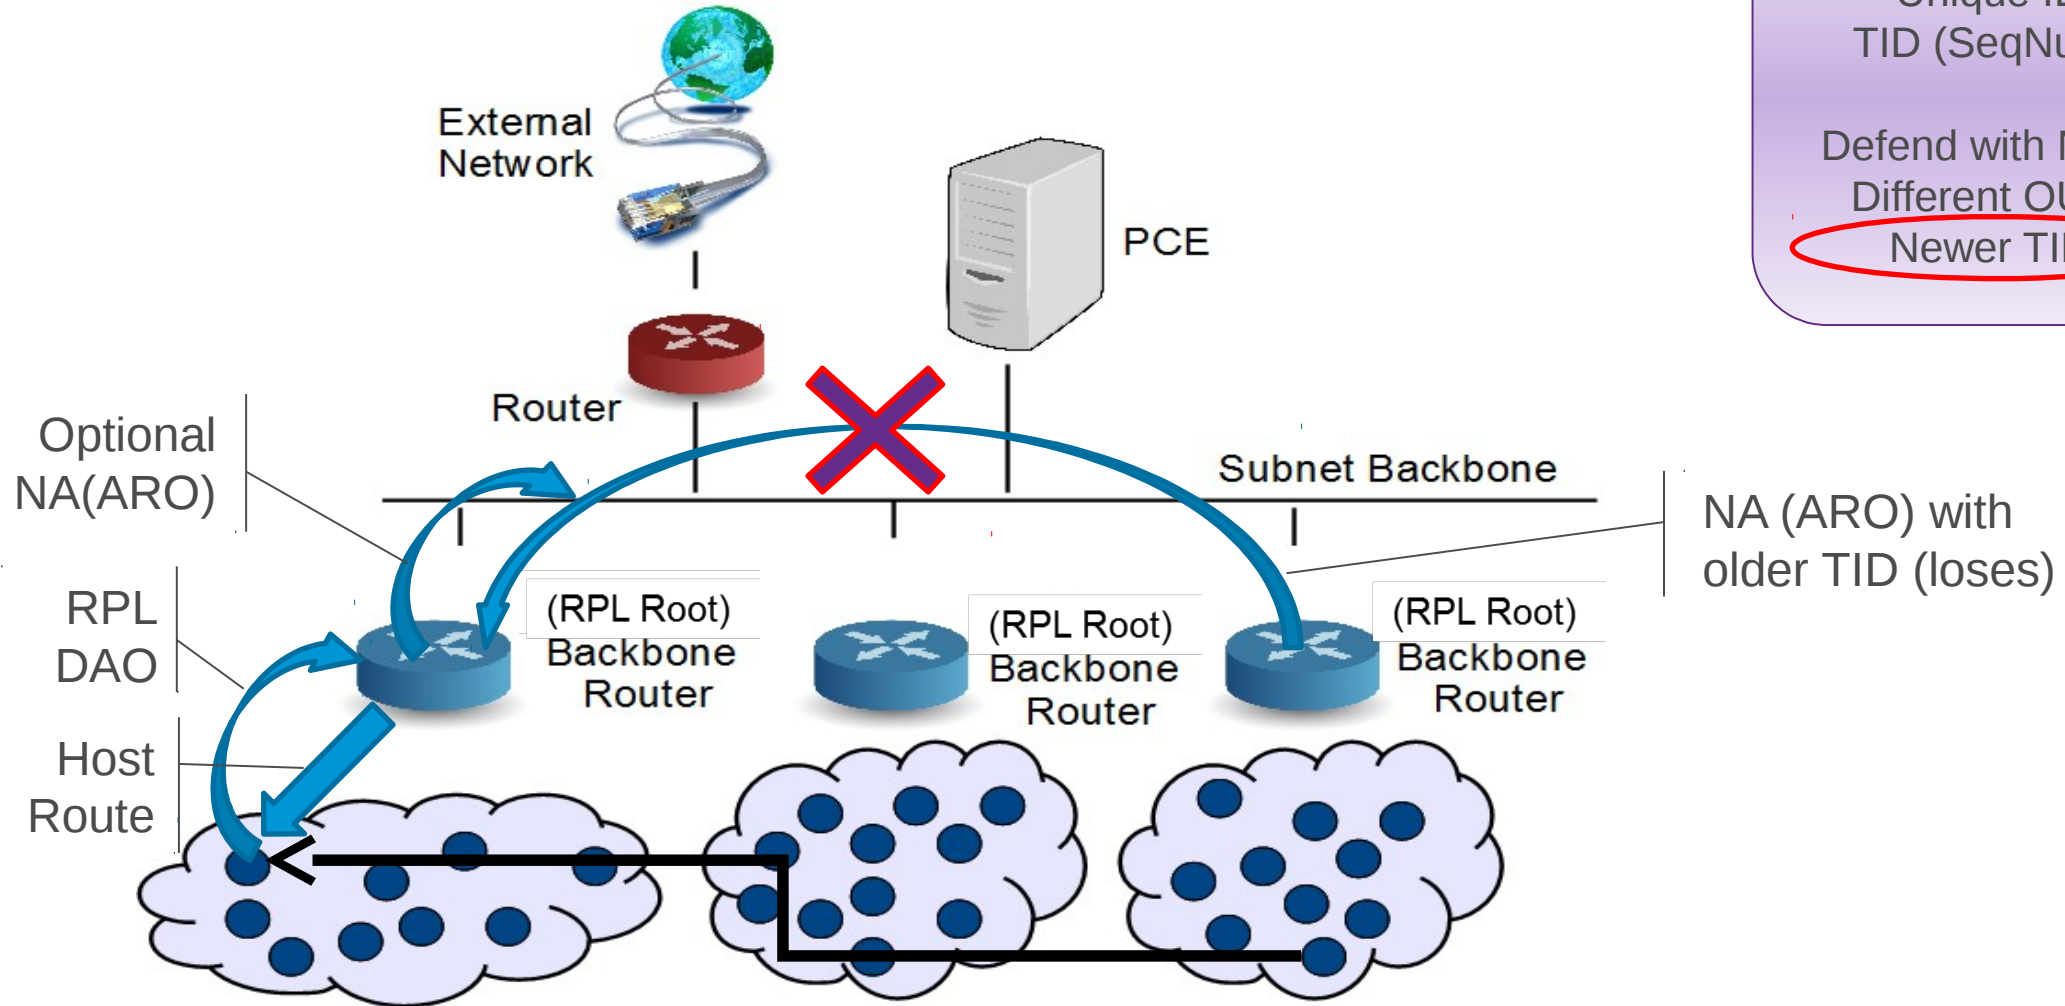 Unique ID
TID (SeqNu
Defend with
Different OU
Newer TI
External
Network
PCE
Router
Optional
NA(ARO)
Subnet Backbone
NA (ARO) with
older TID (loses)
RPL
DAO
(RPL Root)
Backbone
Router
(RPL Root)
Backbone
Router
(RPL Root)
Backbone
Router
Host
Route